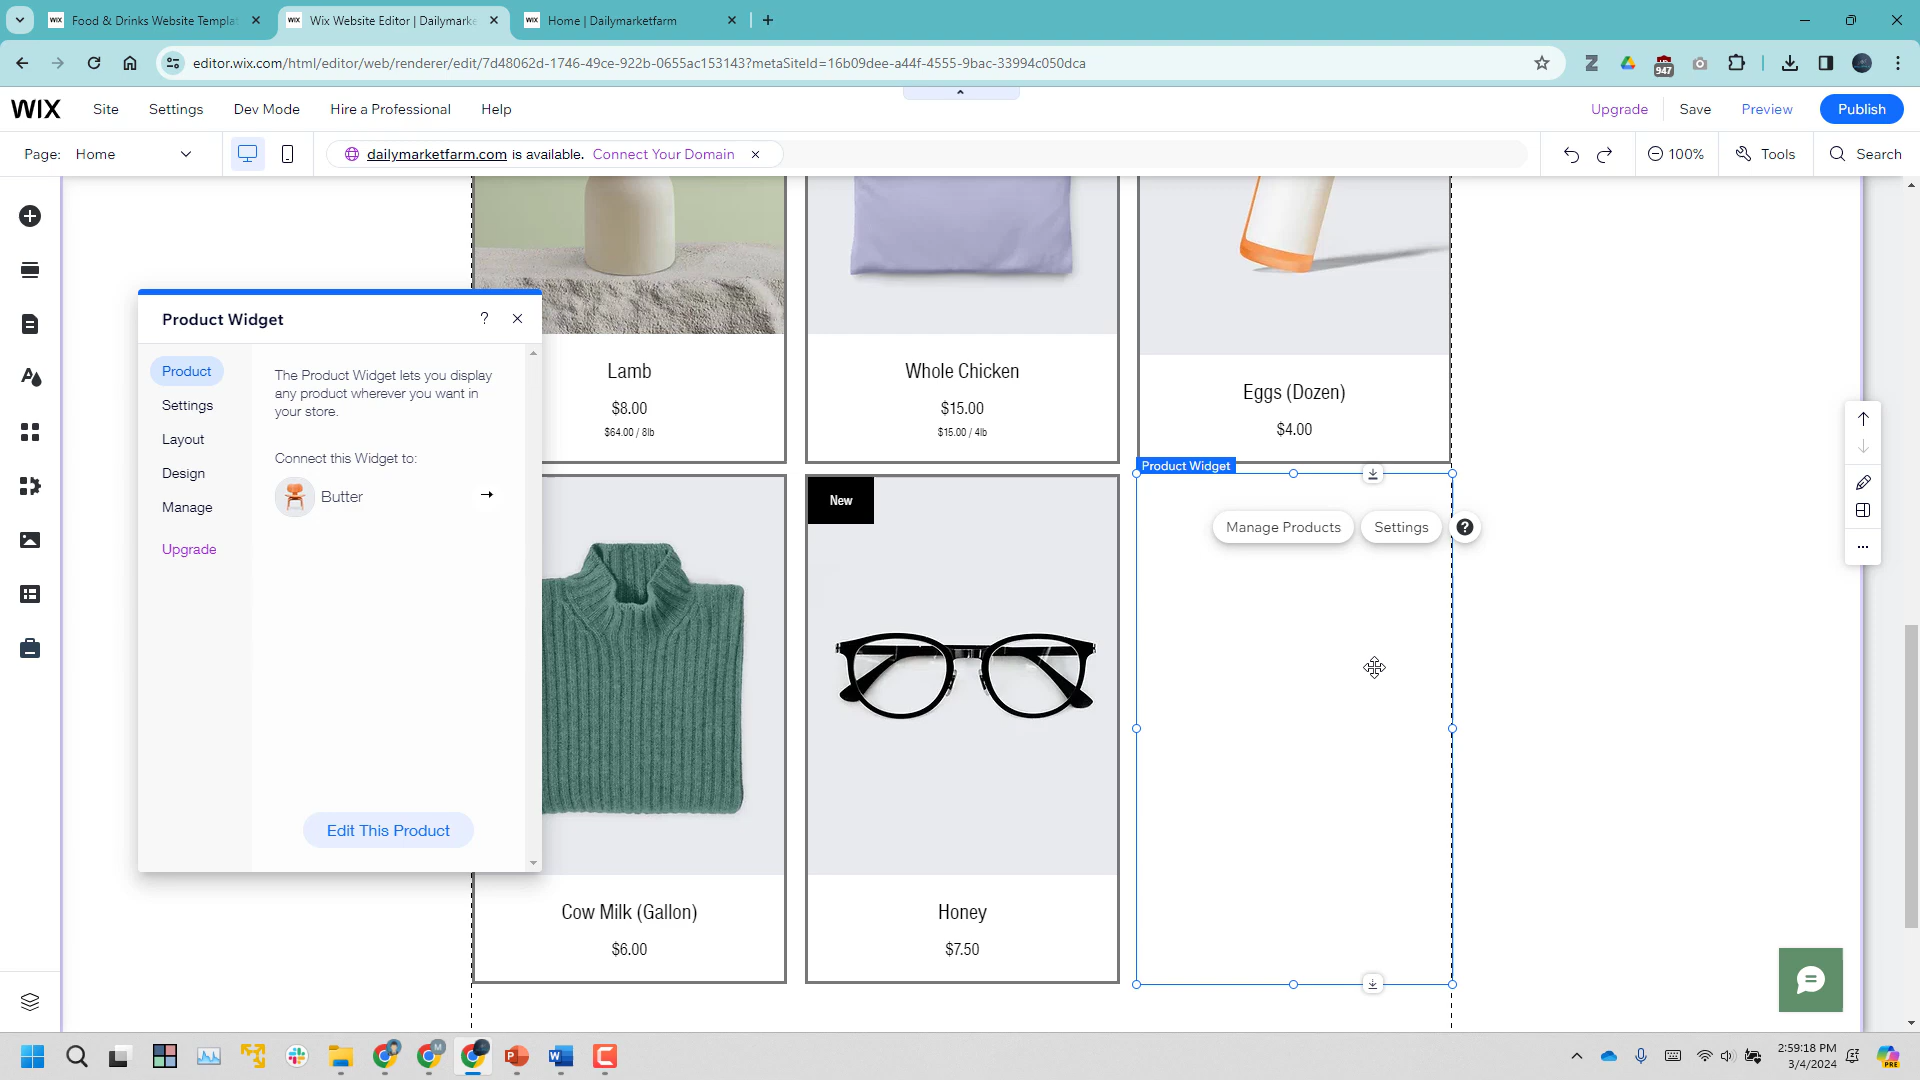 WIX Food & Drinks Website Templa
WIX Wix Website Editor | Dailymarke
WIX Home | Dailymarketfarm
editor.wix.com/html/editor/web/renderer/edit/7d48062d-1746-49ce-922b-0655ac153143?metaSiteId=16b09dee-a44f-4555-9bac-33994c050dca
947
WIX Site Settings Dev Mode Hire a Professional Help Upgrade Save Preview Publish
Page: Home dailymarketfarm.com is available. Connect Your Domain 100% Tools Search
Product Widget ?
Product
Settings
Layout
Design
Manage
Upgrade
The Product Widget lets you display
any product wherever you want in
your store.
Connect this Widget to:
Butter
Edit This Product
Lamb
$8.00
$64.00 / 8lb
Whole Chicken
$15.00
$15.00 / 4lb
Eggs (Dozen)
$4.00
Product Widget
Manage Products Settings ?
New
Cow Milk (Gallon)
$6.00
Honey
$7.50
2:59:18 PM
3/4/2024
PRE